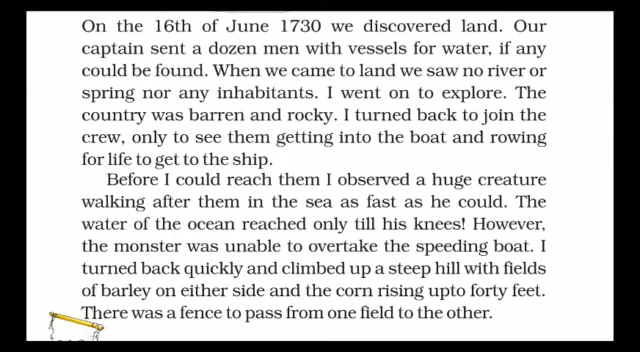 On the 16th of June 1730 we discovered land. Our
captain sent a dozen men with vessels for water, if any
could be found. When we came to land we saw no river or
spring nor any inhabitants. I went on to explore. The
country was barren and rocky. I turned back to join the
crew, only to see them getting into the boat and rowing
for life to get to the ship.
Before I could reach them I observed a huge creature
walking after them in the sea as fast as he could. The
water of the ocean reached only till his knees! However,
the monster was unable to overtake the speeding boat. I
turned back quickly and climbed up a steep hill with fields
of barley on either side and the corn rising upto forty feet.
There was a fence to pass from one field to the other.